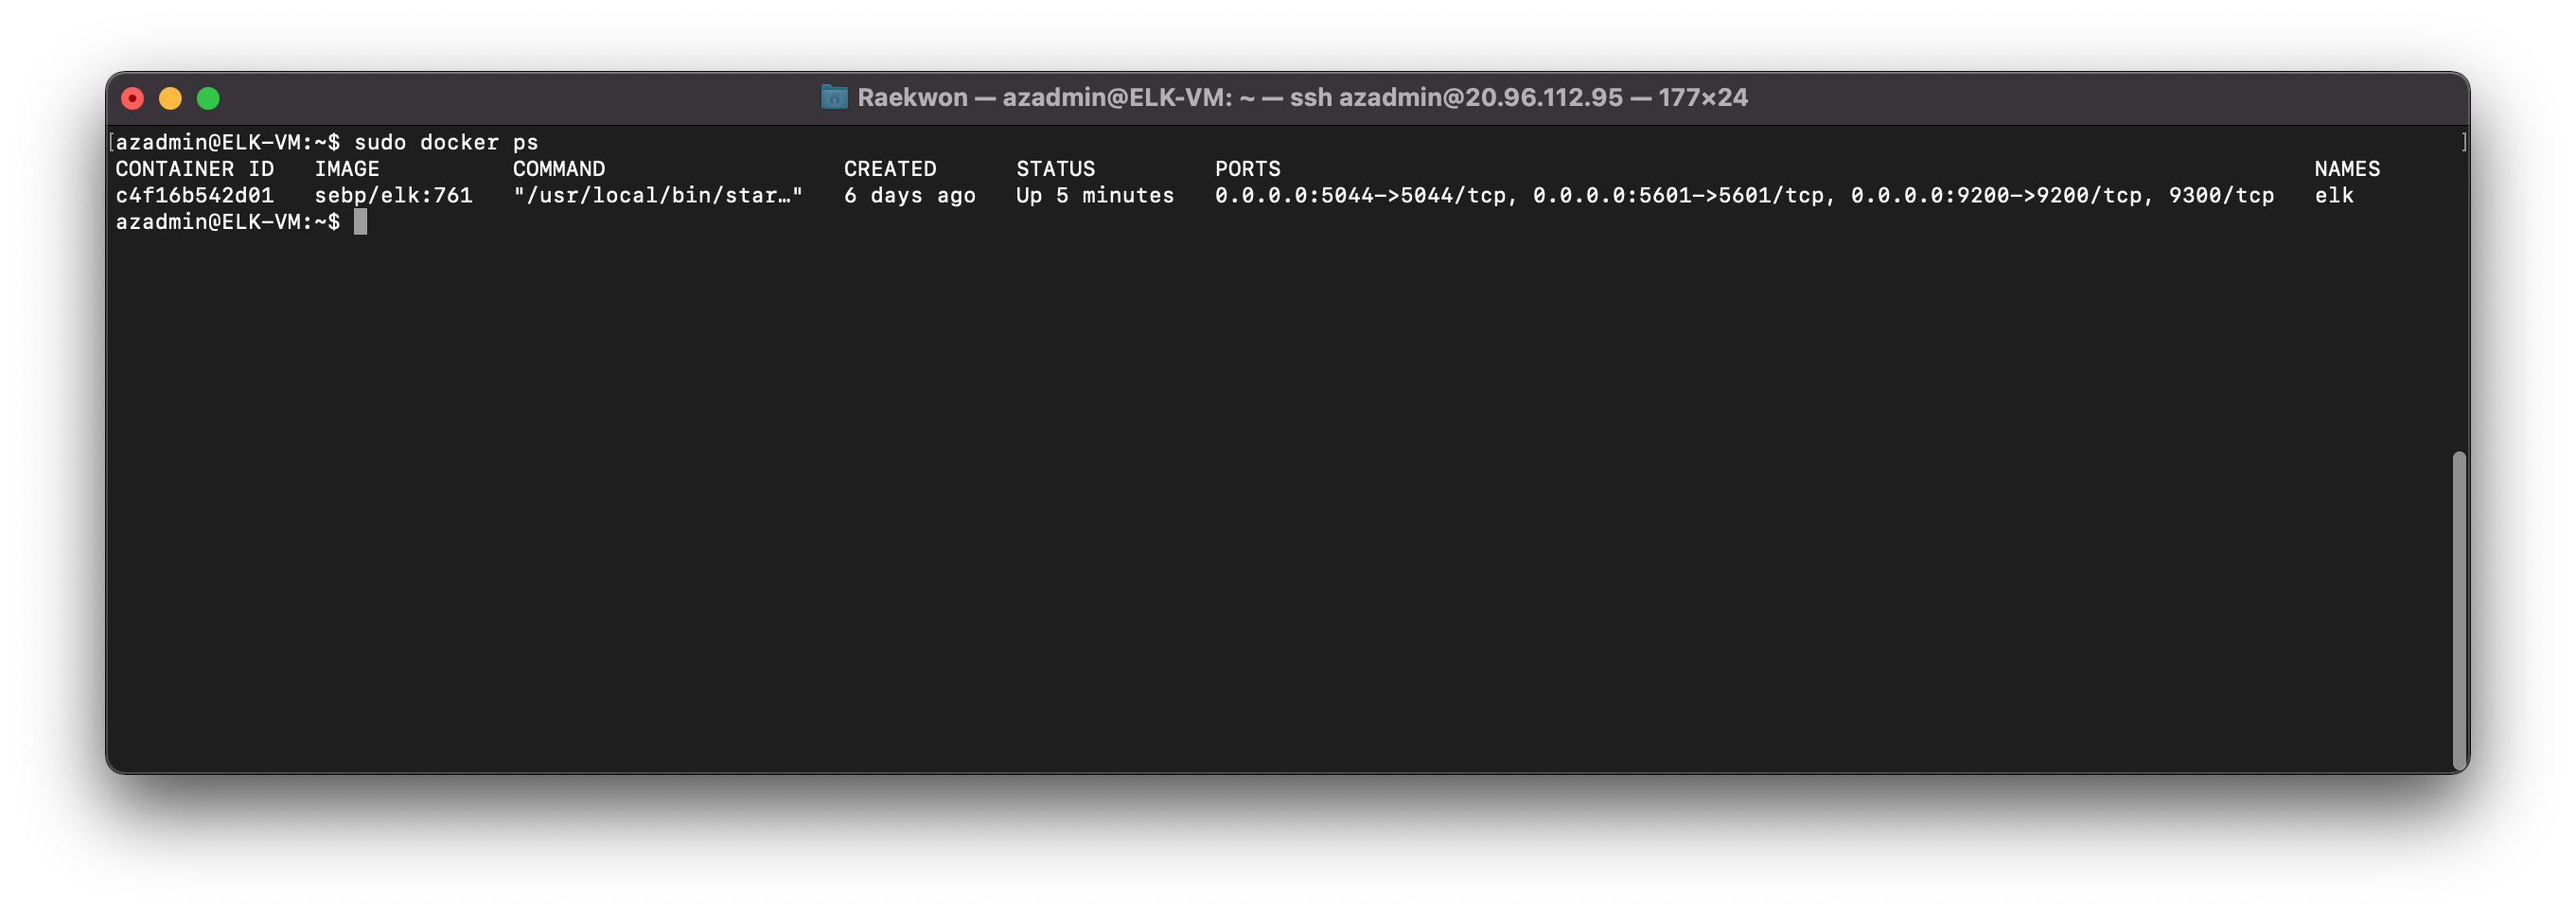 Raekwon — azadmin@ELK-VM: ~ — ssh azadmin@20.96.112.95 — 177×24
[azadmin@ELK-VM:~$ sudo docker ps ]
CONTAINER ID   IMAGE          COMMAND                  CREATED      STATUS         PORTS                                                                              NAMES
c4f16b542d01   sebp/elk:761   "/usr/local/bin/star…"   6 days ago   Up 5 minutes   0.0.0.0:5044->5044/tcp, 0.0.0.0:5601->5601/tcp, 0.0.0.0:9200->9200/tcp, 9300/tcp   elk
azadmin@ELK-VM:~$